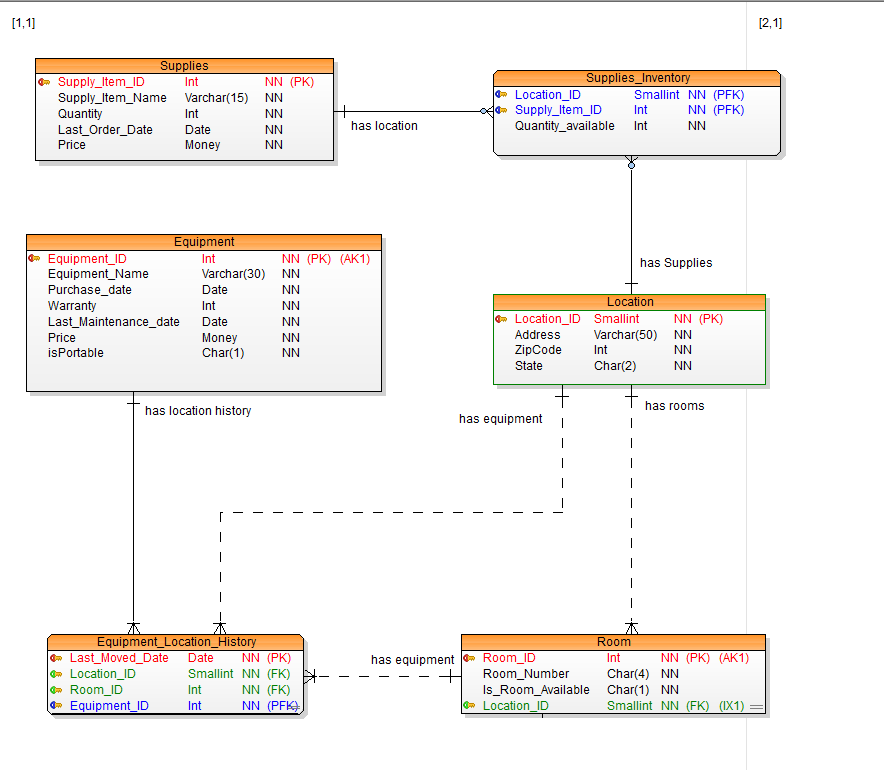 [1,1]
[2,1]
Supplies
Supply_Item_ID Int NN (PK)
Supply_Item_Name Varchar(15) NN
Quantity Int NN
Last_Order_Date Date NN
Price Money NN
has location
Supplies_Inventory
Location_ID Smallint NN (PFK)
Supply_Item_ID Int NN (PFK)
Quantity_available Int NN
has Supplies
Equipment
Equipment_ID Int NN (PK) (AK1)
Equipment_Name Varchar(30) NN
Purchase_date Date NN
Warranty Int NN
Last_Maintenance_date Date NN
Price Money NN
isPortable Char(1) NN
has location history
Location
Location_ID Smallint NN (PK)
Address Varchar(50) NN
ZipCode Int NN
State Char(2) NN
has equipment
has rooms
Equipment_Location_History
Last_Moved_Date Date NN (PK)
Location_ID Smallint NN (FK)
Room_ID Int NN (FK)
Equipment_ID Int NN (PFK)
has equipment
Room
Room_ID Int NN (PK) (AK1)
Room_Number Char(4) NN
Is_Room_Available Char(1) NN
Location_ID Smallint NN (FK) (IX1)